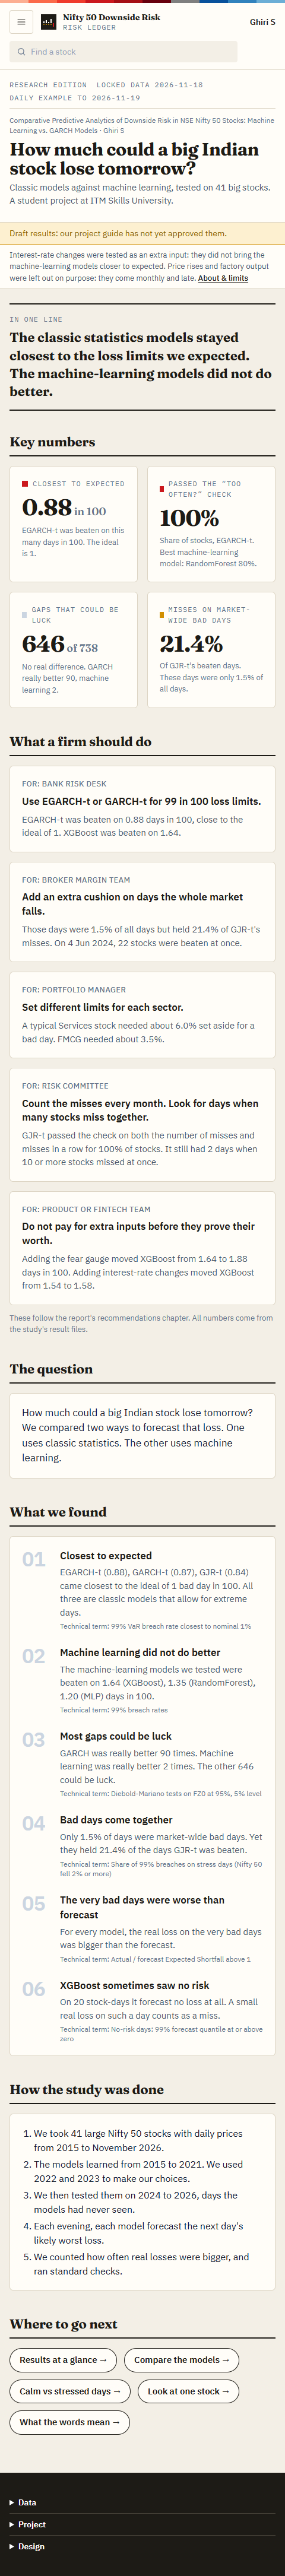 Nifty 50 Downside Risk
RISK LEDGER
Ghiri S
Find a stock
RESEARCH EDITION LOCKED DATA 2026-11-18
DAILY EXAMPLE TO 2026-11-19
Comparative Predictive Analytics of Downside Risk in NSE Nifty 50 Stocks: Machine
Learning vs. GARCH Models · Ghiri S
How much could a big Indian
stock lose tomorrow?
Classic models against machine learning, tested on 41 big stocks.
A student project at ITM Skills University.
Draft results: our project guide has not yet approved them.
Interest-rate changes were tested as an extra input: they did not bring the
machine-learning models closer to expected. Price rises and factory output
were left out on purpose: they come monthly and late. About & limits
IN ONE LINE
The classic statistics models stayed
closest to the loss limits we expected.
The machine-learning models did not do
better.
Key numbers
CLOSEST TO EXPECTED
0.88 in 100
EGARCH-t was beaten on this
many days in 100. The ideal
is 1.
PASSED THE “TOO
OFTEN?” CHECK
100%
Share of stocks, EGARCH-t.
Best machine-learning
model: RandomForest 80%.
GAPS THAT COULD BE
LUCK
646 of 738
No real difference. GARCH
really better 90, machine
learning 2.
MISSES ON MARKET-
WIDE BAD DAYS
21.4%
Of GJR-t's beaten days.
These days were only 1.5% of
all days.
What a firm should do
FOR: BANK RISK DESK
Use EGARCH-t or GARCH-t for 99 in 100 loss limits.
EGARCH-t was beaten on 0.88 days in 100, close to the
ideal of 1. XGBoost was beaten on 1.64.
FOR: BROKER MARGIN TEAM
Add an extra cushion on days the whole market
falls.
Those days were 1.5% of all days but held 21.4% of GJR-t's
misses. On 4 Jun 2024, 22 stocks were beaten at once.
FOR: PORTFOLIO MANAGER
Set different limits for each sector.
A typical Services stock needed about 6.0% set aside for a
bad day. FMCG needed about 3.5%.
FOR: RISK COMMITTEE
Count the misses every month. Look for days when
many stocks miss together.
GJR-t passed the check on both the number of misses and
misses in a row for 100% of stocks. It still had 2 days when
10 or more stocks missed at once.
FOR: PRODUCT OR FINTECH TEAM
Do not pay for extra inputs before they prove their
worth.
Adding the fear gauge moved XGBoost from 1.64 to 1.88
days in 100. Adding interest-rate changes moved XGBoost
from 1.54 to 1.58.
These follow the report's recommendations chapter. All numbers come from
the study's result files.
The question
How much could a big Indian stock lose tomorrow?
We compared two ways to forecast that loss. One
uses classic statistics. The other uses machine
learning.
What we found
01
Closest to expected
EGARCH-t (0.88), GARCH-t (0.87), GJR-t (0.84)
came closest to the ideal of 1 bad day in 100. All
three are classic models that allow for extreme
days.
Technical term: 99% VaR breach rate closest to nominal 1%
02
Machine learning did not do better
The machine-learning models we tested were
beaten on 1.64 (XGBoost), 1.35 (RandomForest),
1.20 (MLP) days in 100.
Technical term: 99% breach rates
03
Most gaps could be luck
GARCH was really better 90 times. Machine
learning was really better 2 times. The other 646
could be luck.
Technical term: Diebold-Mariano tests on FZ0 at 95%, 5% level
04
Bad days come together
Only 1.5% of days were market-wide bad days. Yet
they held 21.4% of the days GJR-t was beaten.
Technical term: Share of 99% breaches on stress days (Nifty 50
fell 2% or more)
05
The very bad days were worse than
forecast
For every model, the real loss on the very bad days
was bigger than the forecast.
Technical term: Actual / forecast Expected Shortfall above 1
06
XGBoost sometimes saw no risk
On 20 stock-days it forecast no loss at all. A small
real loss on such a day counts as a miss.
Technical term: No-risk days: 99% forecast quantile at or above
zero
How the study was done
1. We took 41 large Nifty 50 stocks with daily prices
from 2015 to November 2026.
2. The models learned from 2015 to 2021. We used
2022 and 2023 to make our choices.
3. We then tested them on 2024 to 2026, days the
models had never seen.
4. Each evening, each model forecast the next day's
likely worst loss.
5. We counted how often real losses were bigger, and
ran standard checks.
Where to go next
Results at a glance →
Compare the models →
Calm vs stressed days →
Look at one stock →
What the words mean →
Data
Project
Design